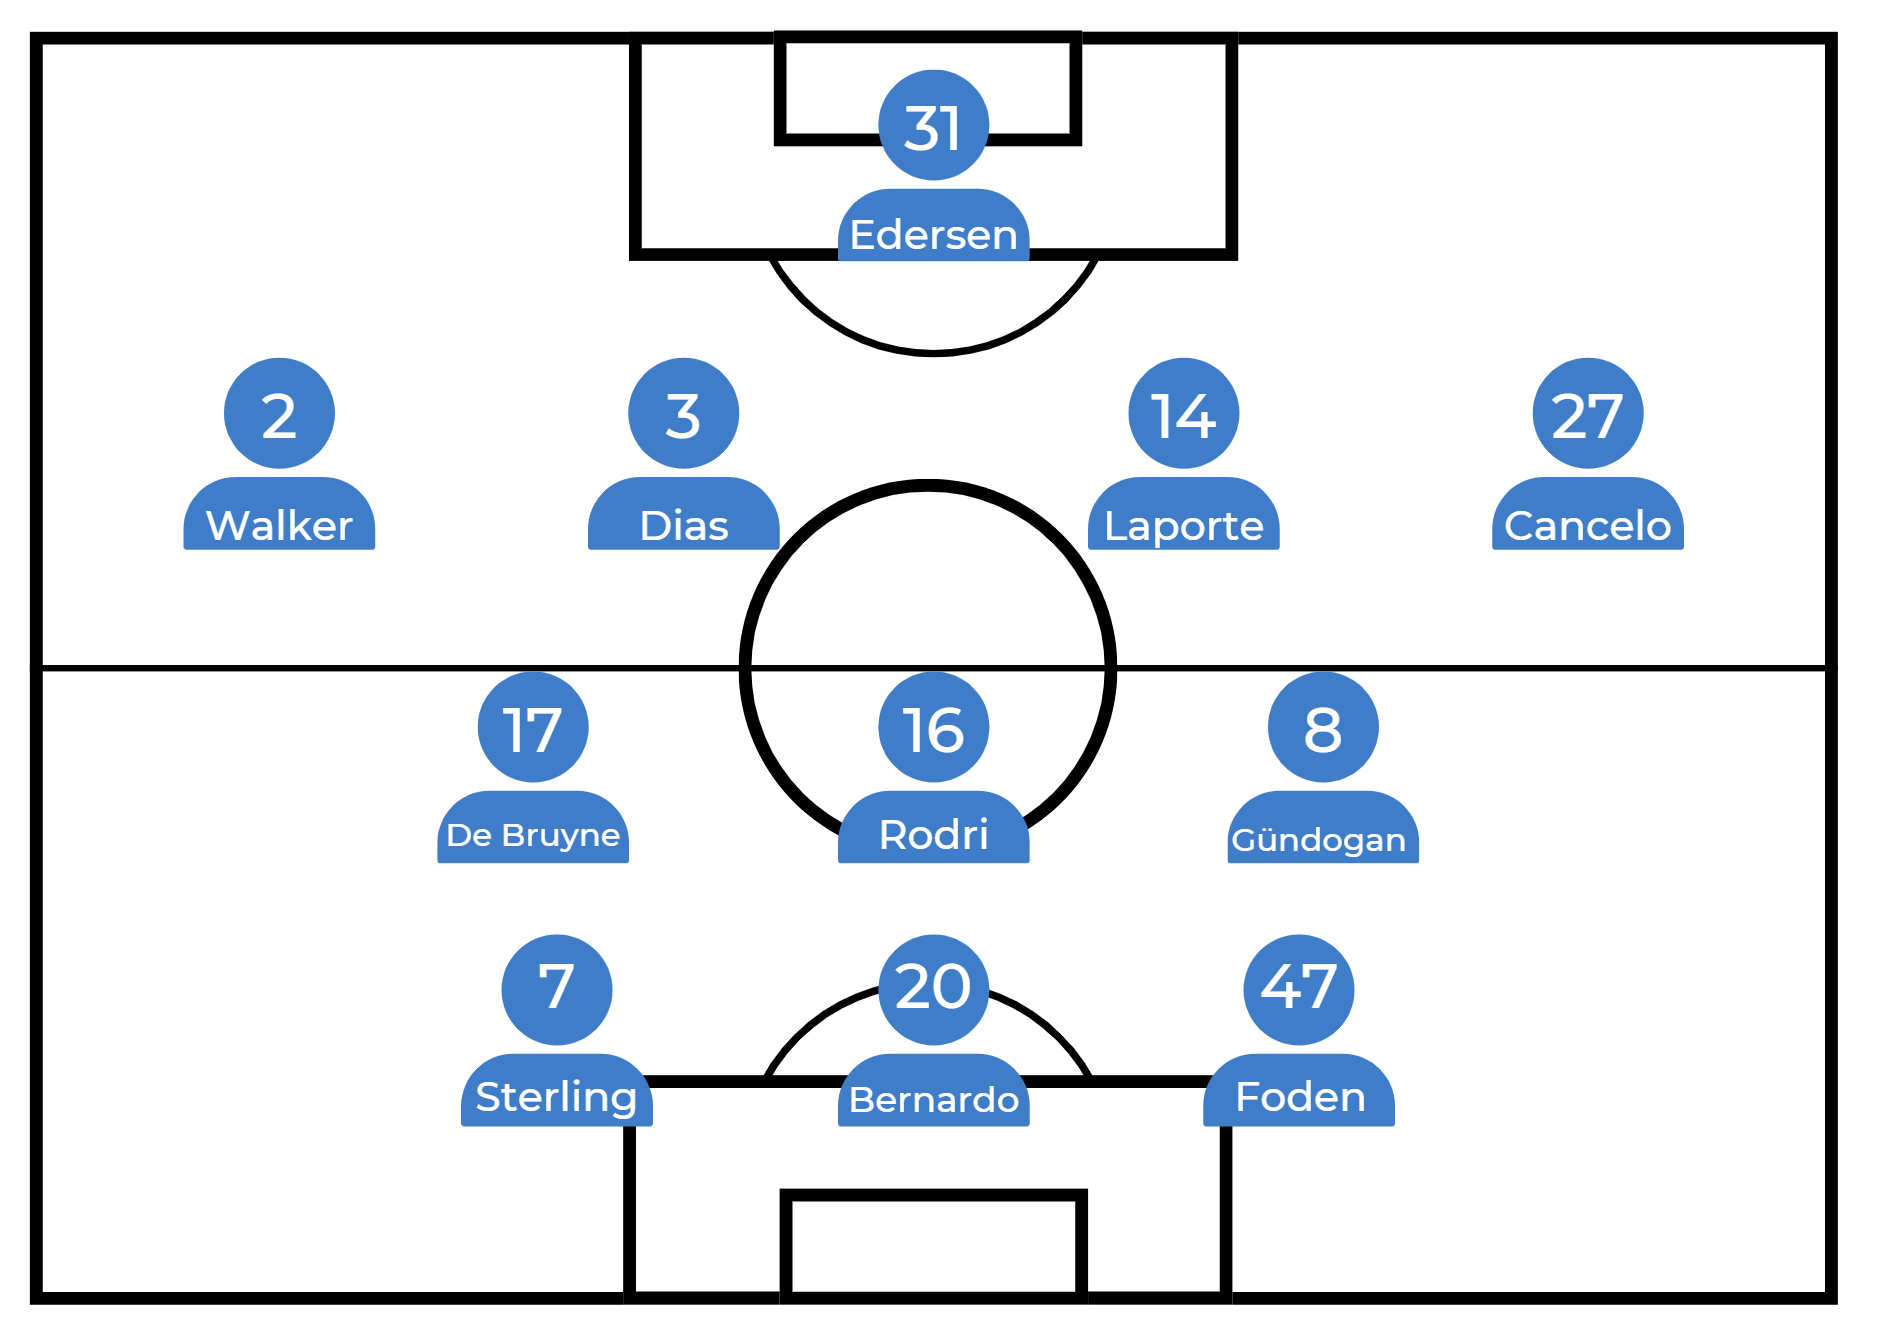 31
Edersen
2
3
14
27
Walker
Dias
Laporte
Cancelo
17
16
8
De Bruyne
Rodri
Gündogan
7
20
47
Sterling
Bernardo
Foden